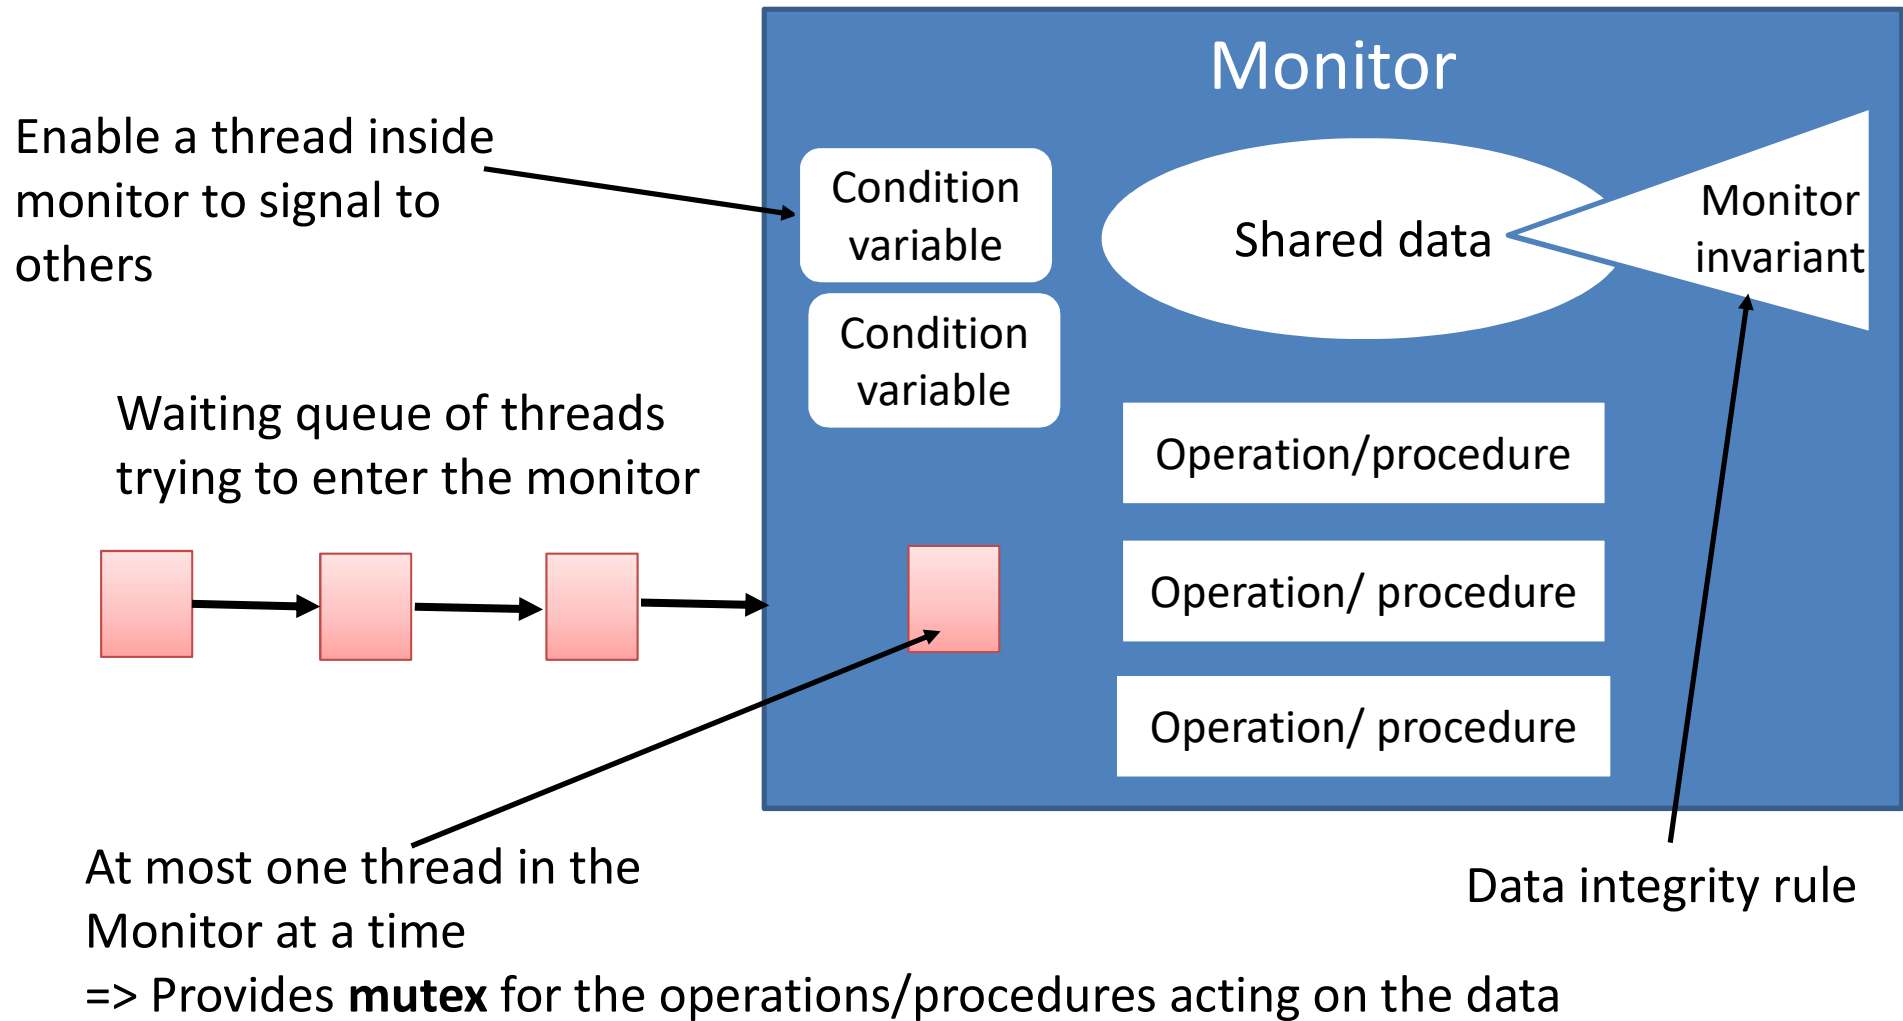 Monitor
Enable a thread inside
monitor to signal to
others
Condition
variable
Shared data
Monitor
invariant
Condition
variable
Waiting queue of threads
trying to enter the monitor
Operation/procedure
Operation/ procedure
Operation/ procedure
At most one thread in the
Monitor at a time
=> Provides mutex for the operations/procedures acting on the data
Data integrity rule